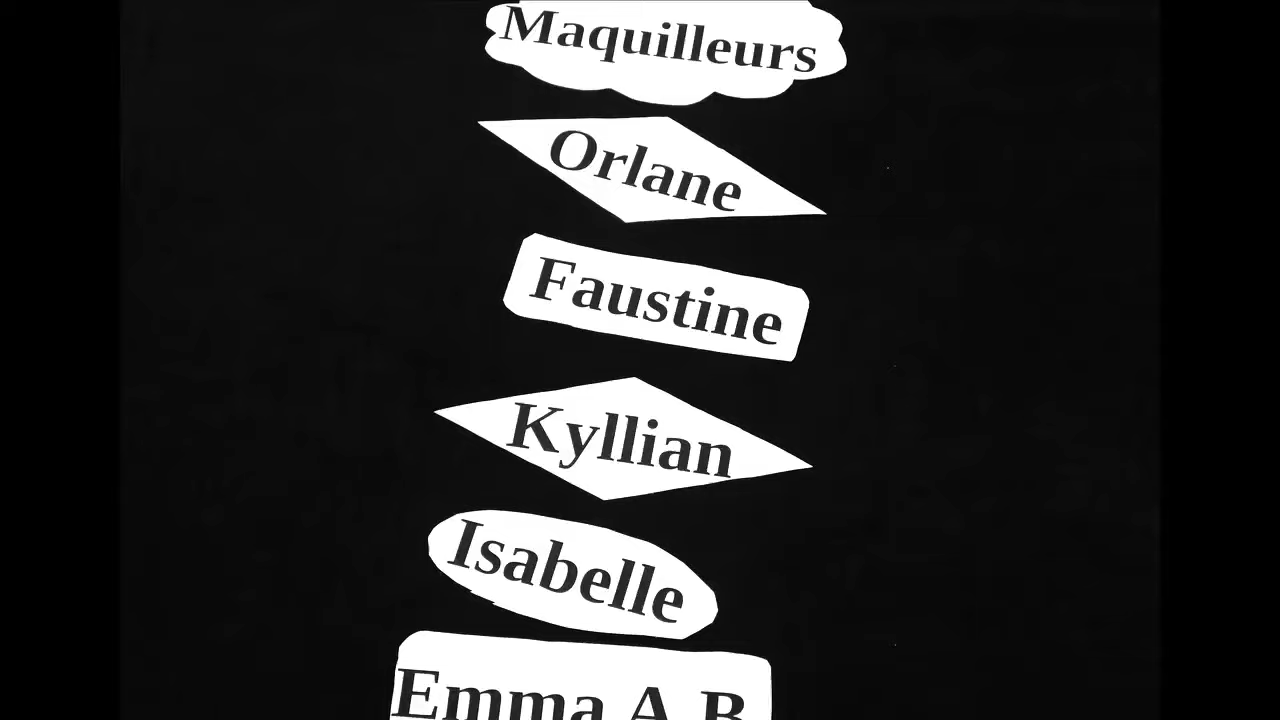 Maquilleurs
Orlane
Faustine
Kyllian
Isabelle
Emma A B